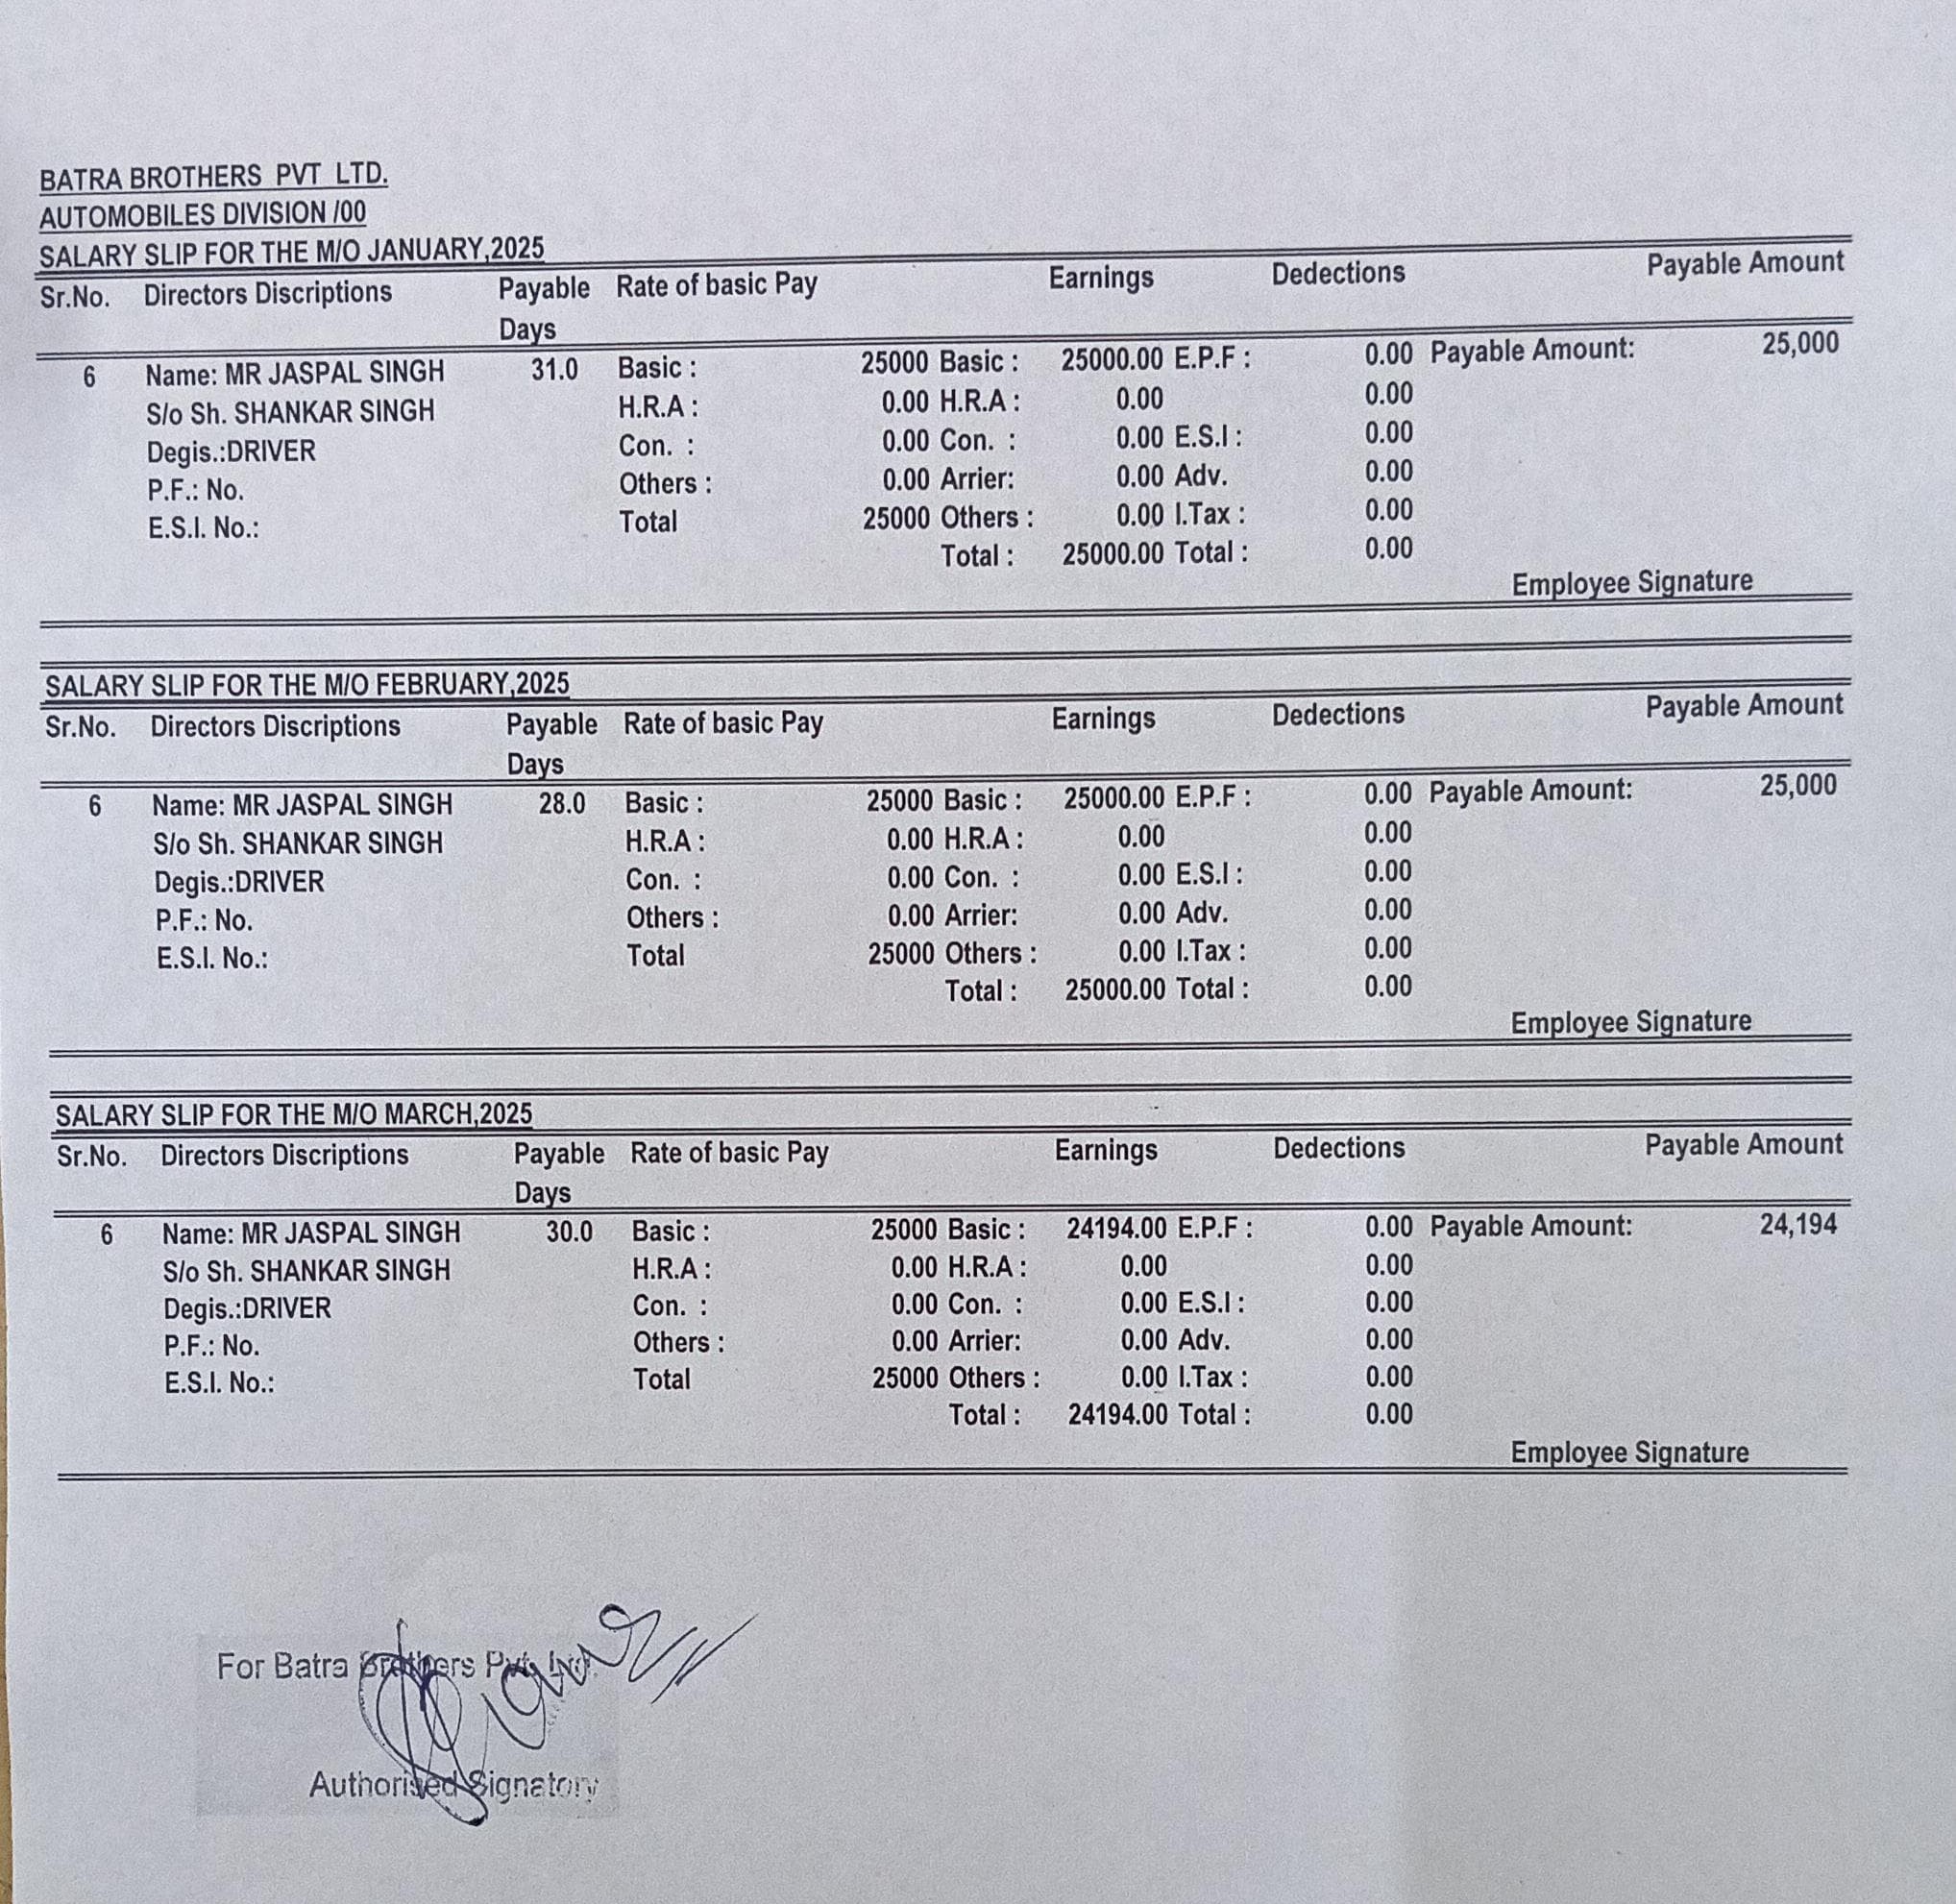 BATRA BROTHERS PVT LTD.
AUTOMOBILES DIVISION /00
SALARY SLIP FOR THE M/O JANUARY,2025
Sr.No. Directors Discriptions Payable Days Rate of basic Pay Earnings Dedections Payable Amount
6 Name: MR JASPAL SINGH 31.0 Basic : 25000 Basic : 25000.00 E.P.F : 0.00 Payable Amount: 25,000
S/o Sh. SHANKAR SINGH H.R.A : 0.00 H.R.A : 0.00 0.00
Degis.:DRIVER Con. : 0.00 Con. : 0.00 E.S.I : 0.00
P.F.: No. Others : 0.00 Arrier: 0.00 Adv. 0.00
E.S.I. No.: Total 25000 Others : 0.00 I.Tax : 0.00
Total : 25000.00 Total : 0.00
Employee Signature
SALARY SLIP FOR THE M/O FEBRUARY,2025
Sr.No. Directors Discriptions Payable Days Rate of basic Pay Earnings Dedections Payable Amount
6 Name: MR JASPAL SINGH 28.0 Basic : 25000 Basic : 25000.00 E.P.F : 0.00 Payable Amount: 25,000
S/o Sh. SHANKAR SINGH H.R.A : 0.00 H.R.A : 0.00 0.00
Degis.:DRIVER Con. : 0.00 Con. : 0.00 E.S.I : 0.00
P.F.: No. Others : 0.00 Arrier: 0.00 Adv. 0.00
E.S.I. No.: Total 25000 Others : 0.00 I.Tax : 0.00
Total : 25000.00 Total : 0.00
Employee Signature
SALARY SLIP FOR THE M/O MARCH,2025
Sr.No. Directors Discriptions Payable Days Rate of basic Pay Earnings Dedections Payable Amount
6 Name: MR JASPAL SINGH 30.0 Basic : 25000 Basic : 24194.00 E.P.F : 0.00 Payable Amount: 24,194
S/o Sh. SHANKAR SINGH H.R.A : 0.00 H.R.A : 0.00 0.00
Degis.:DRIVER Con. : 0.00 Con. : 0.00 E.S.I : 0.00
P.F.: No. Others : 0.00 Arrier: 0.00 Adv. 0.00
E.S.I. No.: Total 25000 Others : 0.00 I.Tax : 0.00
Total : 24194.00 Total : 0.00
Employee Signature
For Batra Brothers Pvt. Ltd.
Authorised Signatory